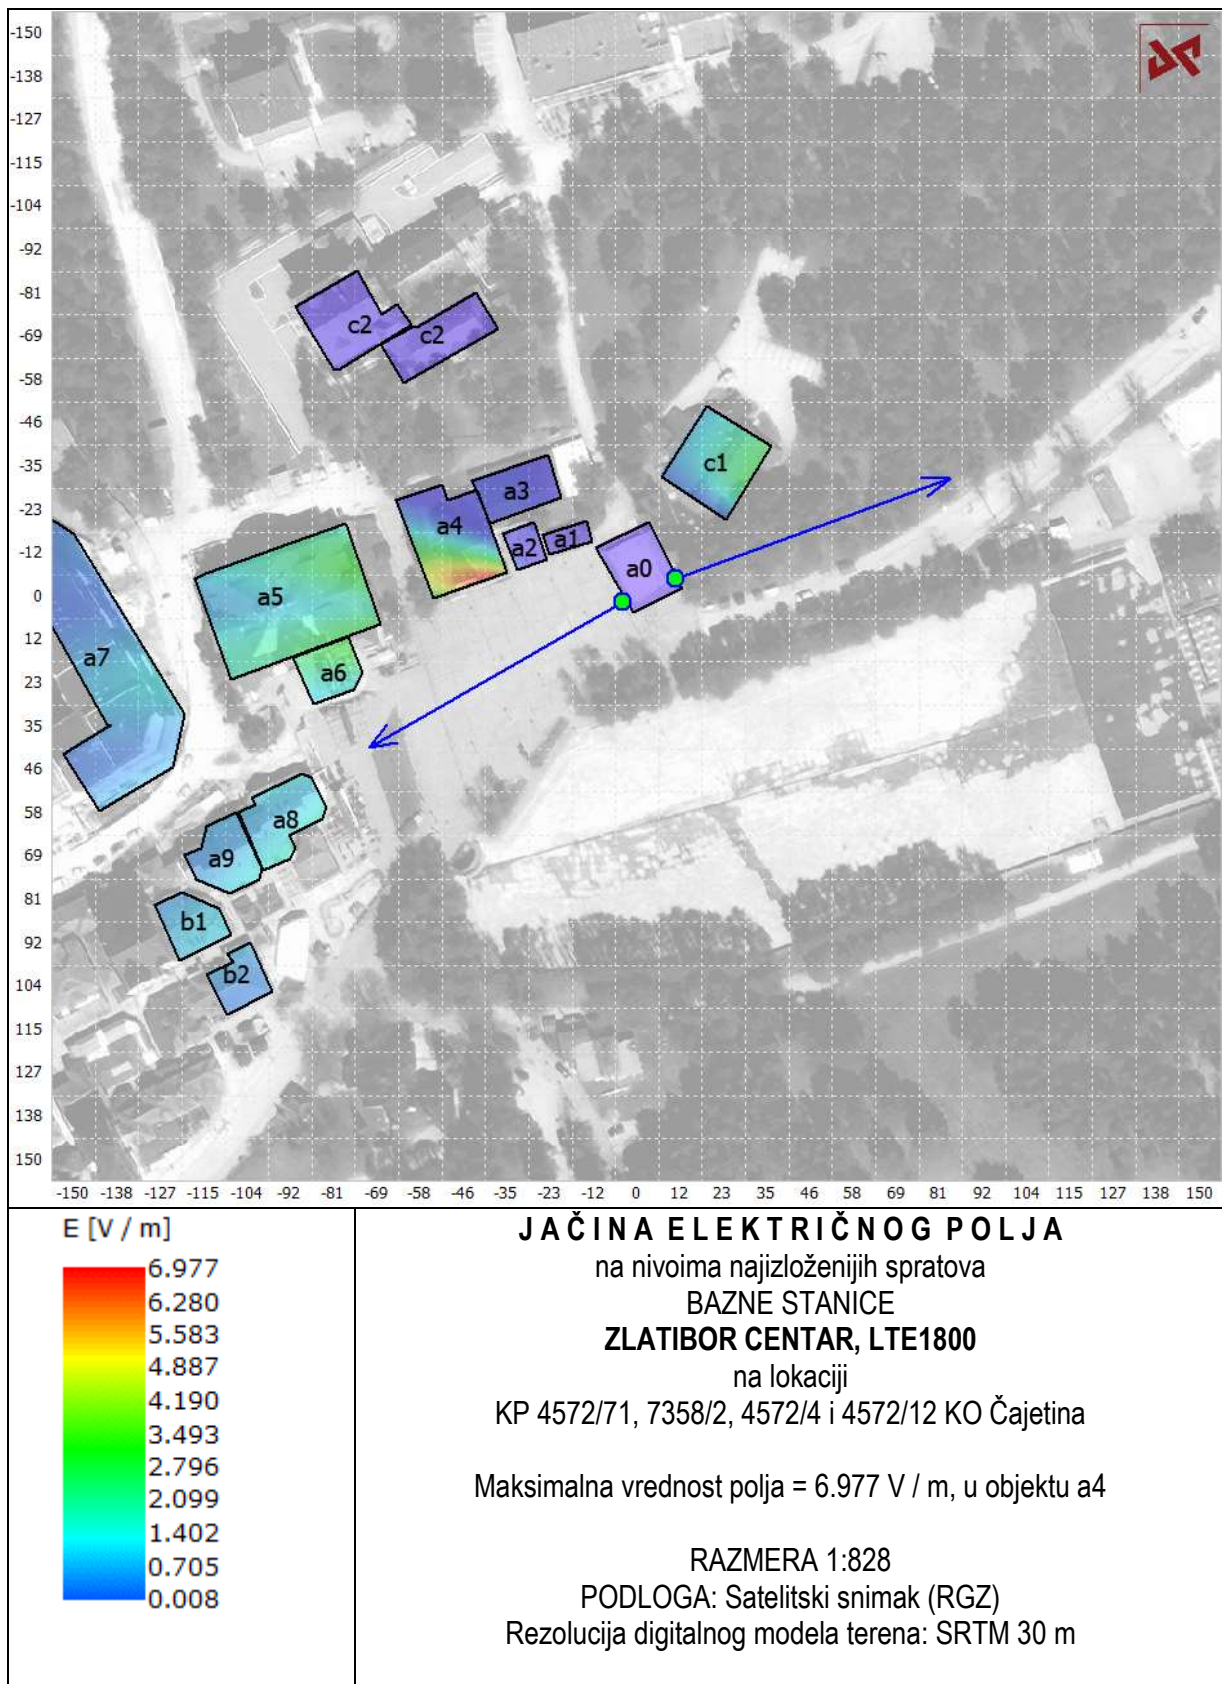 -150
-138
-127
-115
-104
-92
-81
-69
-58
-46
-35
-23
-12
0
12
23
35
46
58
69
81
92
104
115
127
138
150
c2
c2
c1
a3
a4
a2
a1
a0
a5
a7
a6
a8
a9
b1
b2
-150 -138 -127 -115 -104 -92 -81 -69 -58 -46 -35 -23 -12 0 12 23 35 46 58 69 81 92 104 115 127 138 150
E [V / m]
6.977
6.280
5.583
4.887
4.190
3.493
2.796
2.099
1.402
0.705
0.008
JAČINA ELEKTRIČNOG POLJA
na nivoima najizloženijih spratova
BAZNE STANICE
ZLATIBOR CENTAR, LTE1800
na lokaciji
KP 4572/71, 7358/2, 4572/4 i 4572/12 KO Čajetina
Maksimalna vrednost polja = 6.977 V / m, u objektu a4
RAZMERA 1:828
PODLOGA: Satelitski snimak (RGZ)
Rezolucija digitalnog modela terena: SRTM 30 m